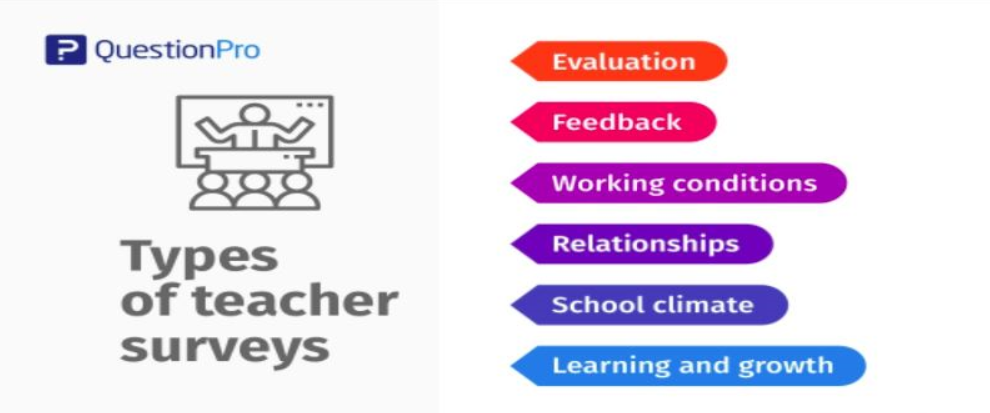 QuestionPro
Types
of teacher
surveys
Evaluation
Feedback
Working conditions
Relationships
School climate
Learning and growth